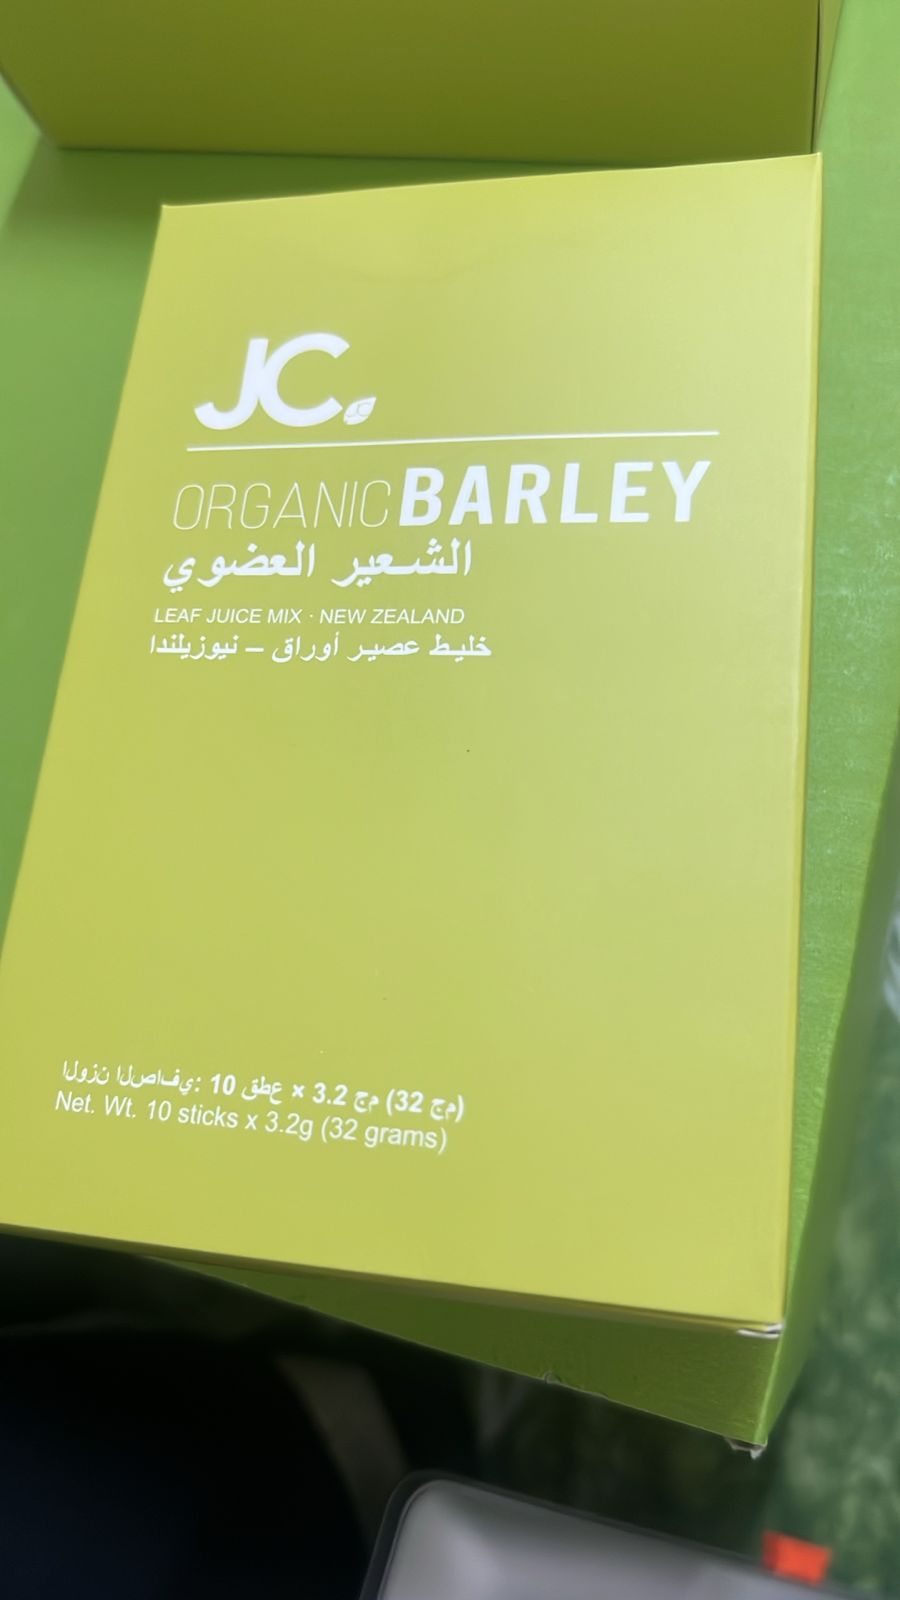 JC.
ORGANIC BARLEY
الشعير العضوي
LEAF JUICE MIX · NEW ZEALAND
خليط عصير أوراق – نيوزيلندا
الوزن الصافي: 10 قطع × 3.2 جم (32 جم)
Net. Wt. 10 sticks x 3.2g (32 grams)